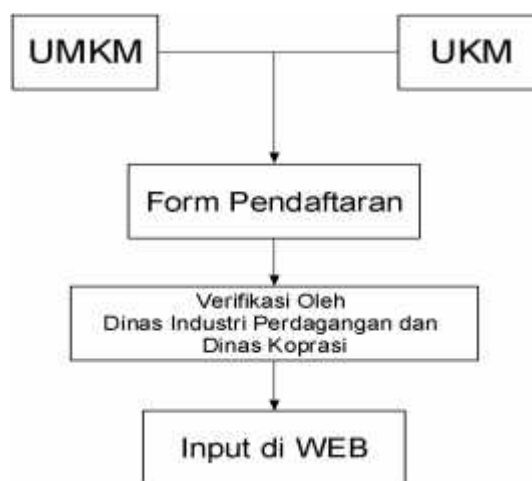 UMKM
UKM
Form Pendaftaran
Verifikasi Oleh
Dinas Industri Perdagangan dan
Dinas Koprasi
Input di WEB